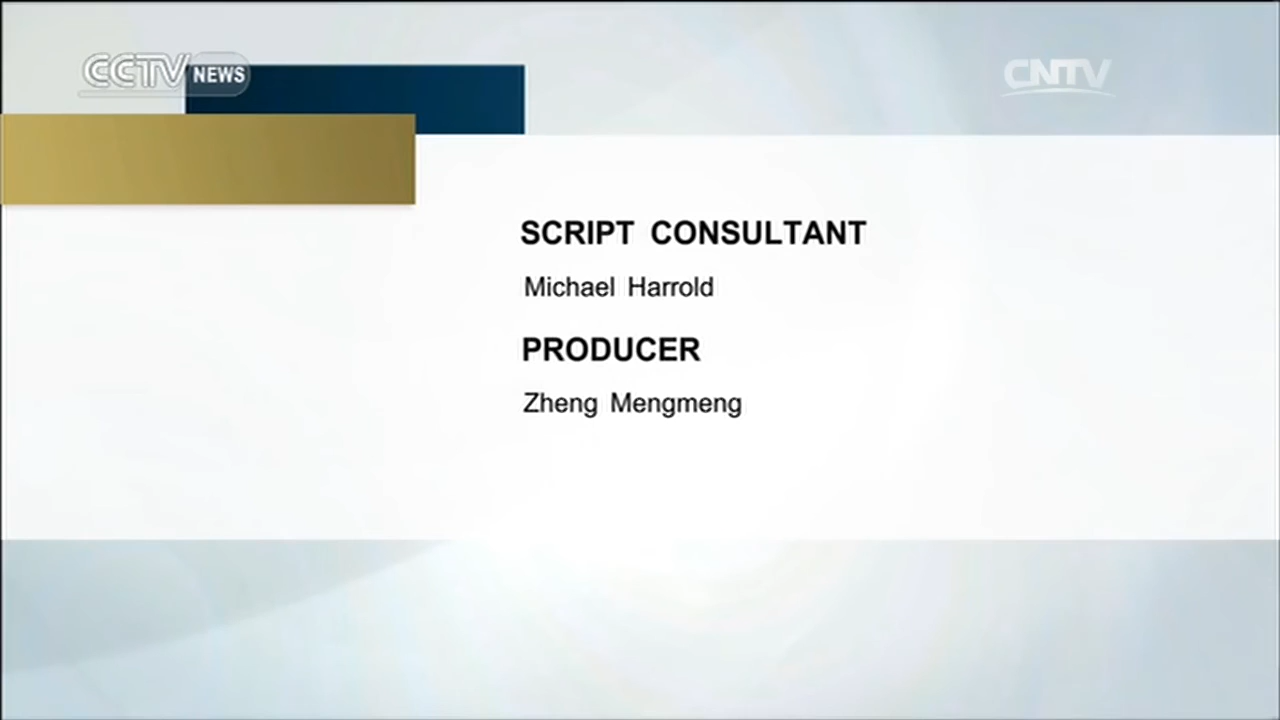 CCTV NEWS
CNTV
SCRIPT CONSULTANT
Michael Harrold
PRODUCER
Zheng Mengmeng